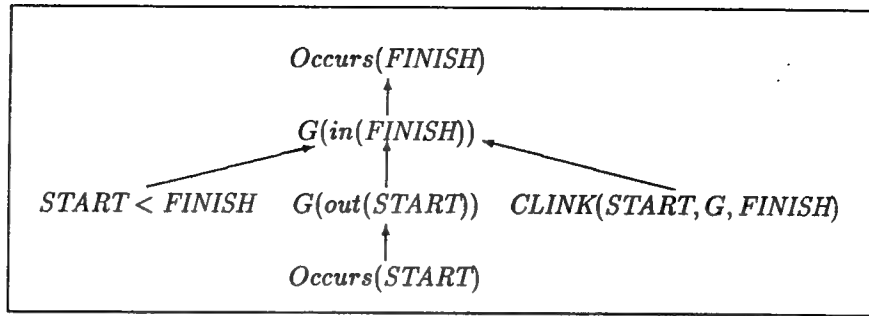 Occurs(FINISH)
G(in(FINISH))
START < FINISH G(out(START)) CLINK(START, G, FINISH)
Occurs(START)